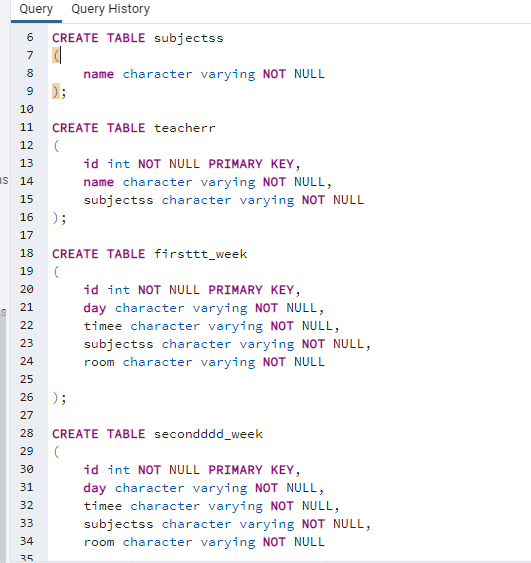 Query Query History
6 CREATE TABLE subjectss
7 (
8 name character varying NOT NULL
9 );
10
11 CREATE TABLE teacherr
12 (
13 id int NOT NULL PRIMARY KEY,
14 name character varying NOT NULL,
15 subjectss character varying NOT NULL
16 );
17
18 CREATE TABLE firsttt_week
19 (
20 id int NOT NULL PRIMARY KEY,
21 day character varying NOT NULL,
22 timee character varying NOT NULL,
23 subjectss character varying NOT NULL,
24 room character varying NOT NULL
25
26 );
27
28 CREATE TABLE secondddd_week
29 (
30 id int NOT NULL PRIMARY KEY,
31 day character varying NOT NULL,
32 timee character varying NOT NULL,
33 subjectss character varying NOT NULL,
34 room character varying NOT NULL
35